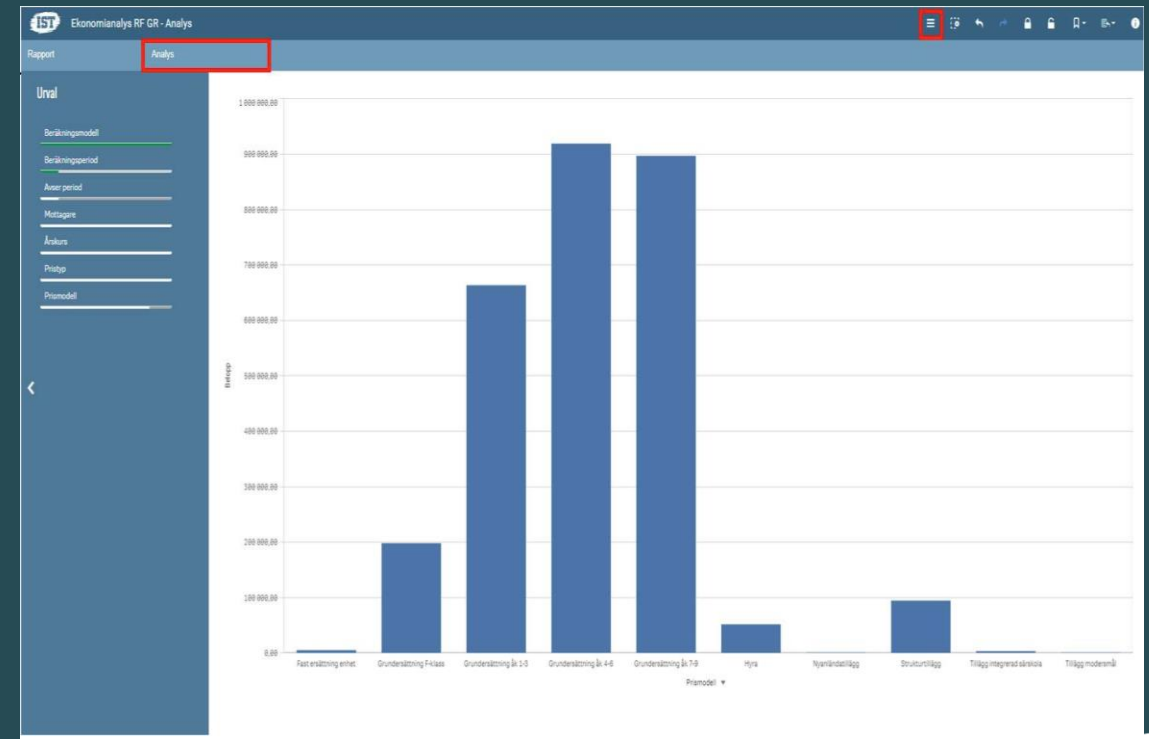 iST Ekonomianalys RF GR - Analys
Rapport Analys
Urval
Beräkningsmodell
Beräkningsperiod
Avser period
Mottagare
Årskurs
Pristyp
Prismodell
1 000 000,00
900 000,00
800 000,00
700 000,00
600 000,00
500 000,00
400 000,00
300 000,00
200 000,00
100 000,00
0,00
Belopp
Fast ersättning enhet Grundersättning F-klass Grundersättning åk 1-3 Grundersättning åk 4-6 Grundersättning åk 7-9 Hyra Nyanländatillägg Strukturtillägg Tillägg integrerad särskola Tillägg modersmål
Prismodell